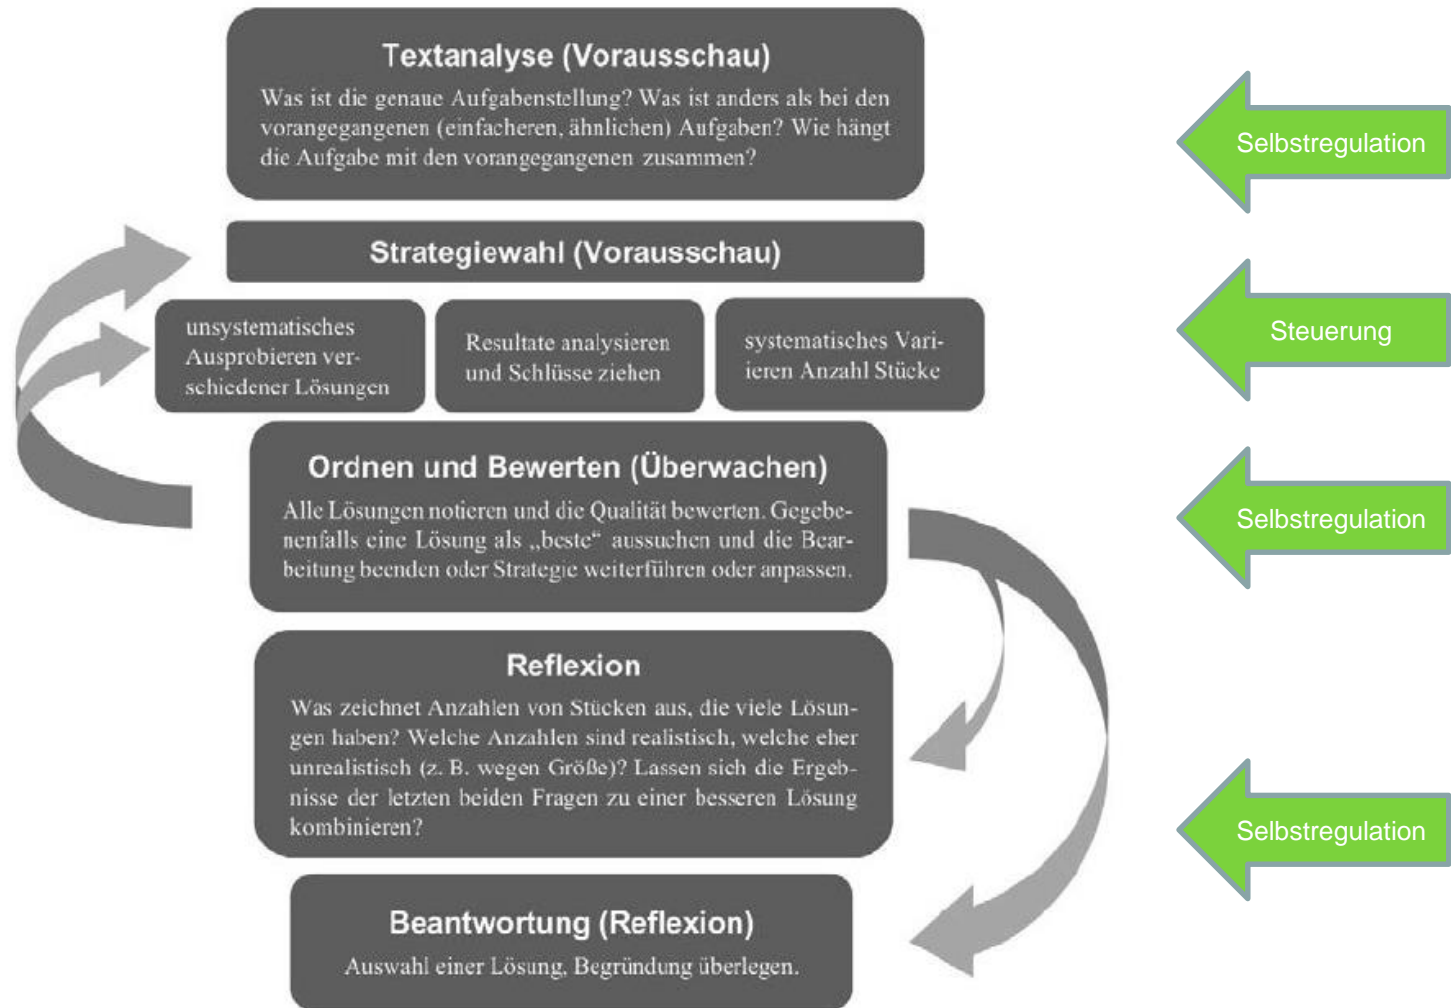 Textanalyse (Vorausschau)
Was ist die genaue Aufgabenstellung? Was ist anders als bei den
vorangegangenen (einfacheren, ähnlichen) Aufgaben? Wie hängt
die Aufgabe mit den vorangegangenen zusammen?
Selbstregulation
Strategiewahl (Vorausschau)
unsystematisches
Ausprobieren ver-
schiedener Lösungen
Resultate analysieren
und Schlüsse ziehen
systematisches Vari-
ieren Anzahl Stücke
Steuerung
Ordnen und Bewerten (Überwachen)
Alle Lösungen notieren und die Qualität bewerten. Gegebe-
nenfalls eine Lösung als „beste“ aussuchen und die Bear-
beitung beenden oder Strategie weiterführen oder anpassen.
Selbstregulation
Reflexion
Was zeichnet Anzahlen von Stücken aus, die viele Lösun-
gen haben? Welche Anzahlen sind realistisch, welche eher
unrealistisch (z. B. wegen Größe)? Lassen sich die Ergeb-
nisse der letzten beiden Fragen zu einer besseren Lösung
kombinieren?
Selbstregulation
Beantwortung (Reflexion)
Auswahl einer Lösung, Begründung überlegen.